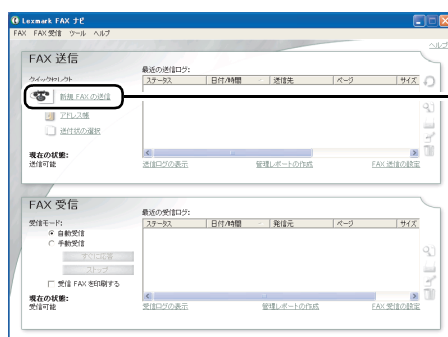 Lexmark FAX ナビ
FAX FAX受信 ツール ヘルプ
ヘルプ
FAX 送信
最近の送信ログ:
クイックセレクト
ステータス 日付/時間 送信先 ページ サイズ
新規 FAX の送信
アドレス帳
送付状の選択
現在の状態:
送信可能
送信ログの表示 管理レポートの作成 FAX 送信の設定
FAX 受信
最近の受信ログ:
受信モード:
ステータス 日付/時間 発信元 ページ サイズ
自動受信
手動受信
ストップ
受信 FAX を印刷する
現在の状態:
受信可能
受信ログの表示 管理レポートの作成 FAX 受信の設定